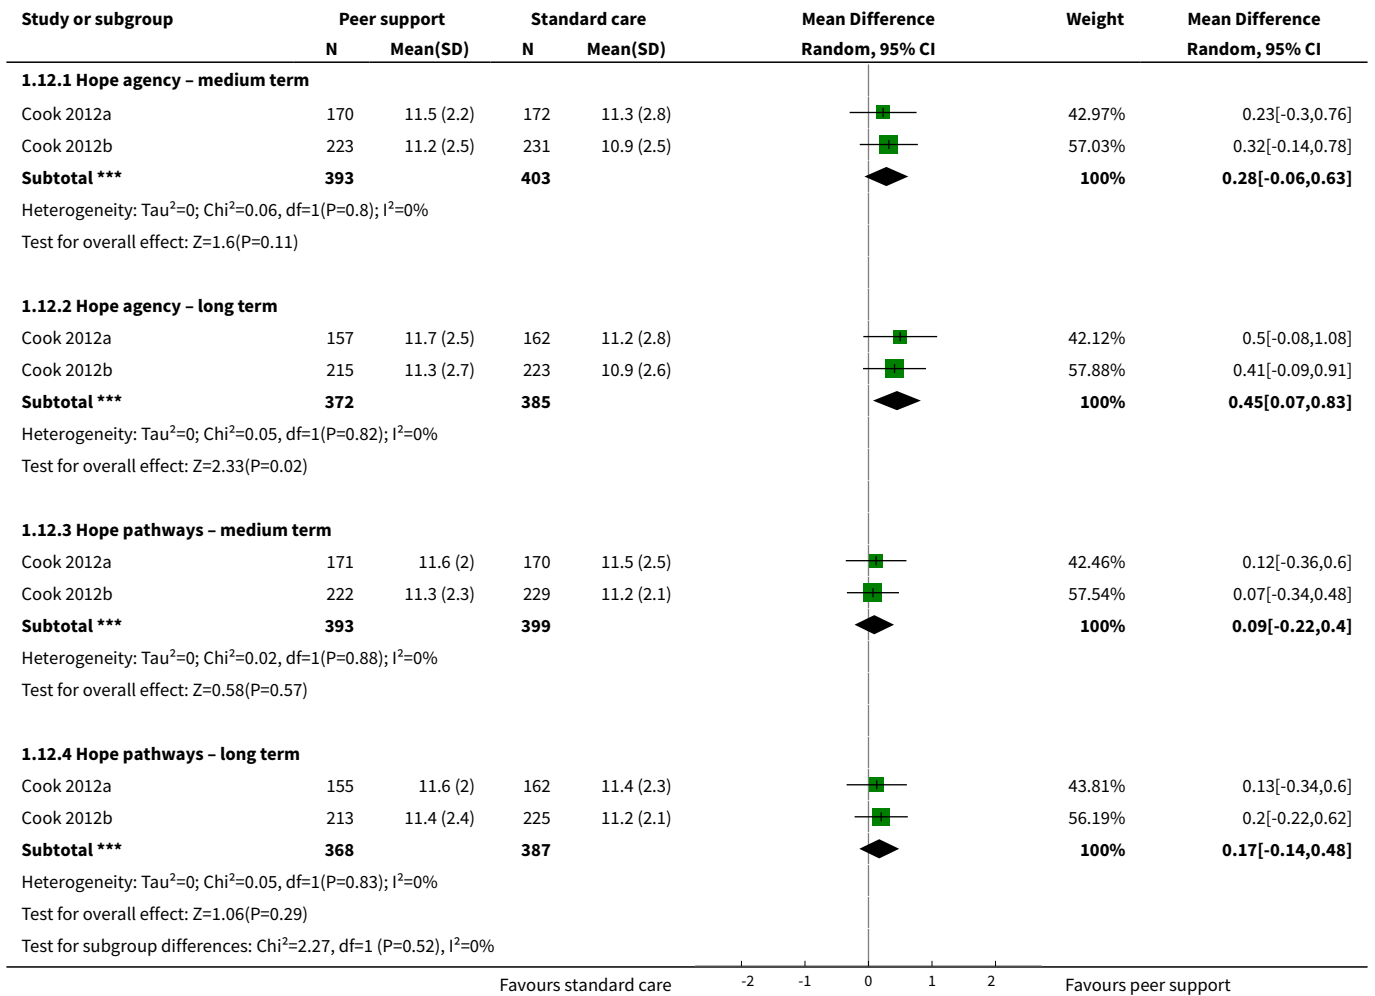 Study or subgroup Peer support Standard care Mean Difference Weight Mean Difference
N Mean(SD) N Mean(SD) Random, 95% CI Random, 95% CI
1.12.1 Hope agency – medium term
Cook 2012a 170 11.5 (2.2) 172 11.3 (2.8) 42.97% 0.23[-0.3,0.76]
Cook 2012b 223 11.2 (2.5) 231 10.9 (2.5) 57.03% 0.32[-0.14,0.78]
Subtotal *** 393 403 100% 0.28[-0.06,0.63]
Heterogeneity: Tau²=0; Chi²=0.06, df=1(P=0.8); I²=0%
Test for overall effect: Z=1.6(P=0.11)
1.12.2 Hope agency – long term
Cook 2012a 157 11.7 (2.5) 162 11.2 (2.8) 42.12% 0.5[-0.08,1.08]
Cook 2012b 215 11.3 (2.7) 223 10.9 (2.6) 57.88% 0.41[-0.09,0.91]
Subtotal *** 372 385 100% 0.45[0.07,0.83]
Heterogeneity: Tau²=0; Chi²=0.05, df=1(P=0.82); I²=0%
Test for overall effect: Z=2.33(P=0.02)
1.12.3 Hope pathways – medium term
Cook 2012a 171 11.6 (2) 170 11.5 (2.5) 42.46% 0.12[-0.36,0.6]
Cook 2012b 222 11.3 (2.3) 229 11.2 (2.1) 57.54% 0.07[-0.34,0.48]
Subtotal *** 393 399 100% 0.09[-0.22,0.4]
Heterogeneity: Tau²=0; Chi²=0.02, df=1(P=0.88); I²=0%
Test for overall effect: Z=0.58(P=0.57)
1.12.4 Hope pathways – long term
Cook 2012a 155 11.6 (2) 162 11.4 (2.3) 43.81% 0.13[-0.34,0.6]
Cook 2012b 213 11.4 (2.4) 225 11.2 (2.1) 56.19% 0.2[-0.22,0.62]
Subtotal *** 368 387 100% 0.17[-0.14,0.48]
Heterogeneity: Tau²=0; Chi²=0.05, df=1(P=0.83); I²=0%
Test for overall effect: Z=1.06(P=0.29)
Test for subgroup differences: Chi²=2.27, df=1 (P=0.52), I²=0%
Favours standard care -2 -1 0 1 2 Favours peer support